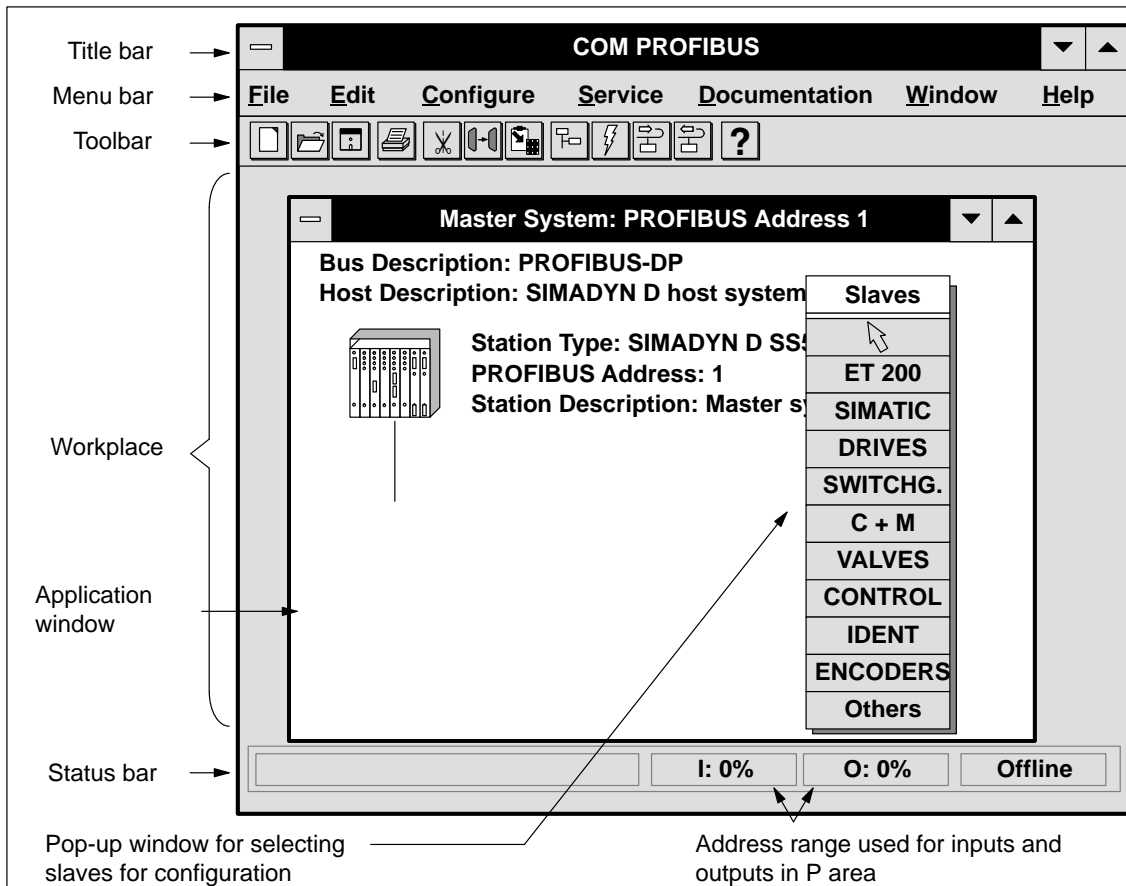 Title bar
COM PROFIBUS
Menu bar
File Edit Configure Service Documentation Window Help
Toolbar
?
Master System: PROFIBUS Address 1
Bus Description: PROFIBUS-DP
Host Description: SIMADYN D host system
Station Type: SIMADYN D
PROFIBUS Address: 1
Station Description: Master
Slaves
ET 200
SIMATIC
DRIVES
SWITCHG.
C + M
VALVES
CONTROL
IDENT
ENCODERS
Others
Workplace
Application
window
Status bar
I: 0% O: 0% Offline
Pop-up window for selecting
slaves for configuration
Address range used for inputs and
outputs in P area